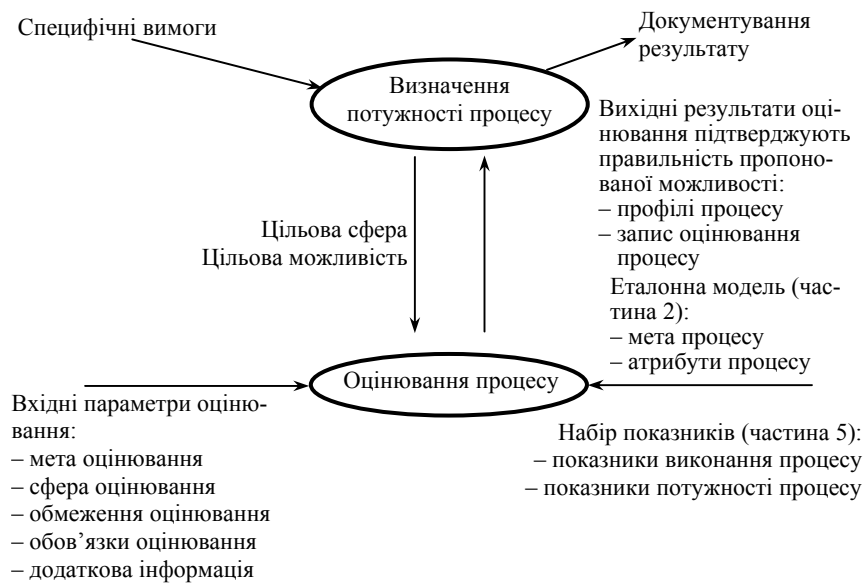 Специфічні вимоги
Документування
результату
Визначення
потужності процесу
Вихідні результати оці-
нювання підтверджують
правильність пропоно-
ваної можливості:
– профілі процесу
– запис оцінювання
процесу
Цільова сфера
Цільова можливість
Еталонна модель (час-
тина 2):
– мета процесу
– атрибути процесу
Оцінювання процесу
Вхідні параметри оціню-
вання:
– мета оцінювання
– сфера оцінювання
– обмеження оцінювання
– обов’язки оцінювання
– додаткова інформація
Набір показників (частина 5):
– показники виконання процесу
– показники потужності процесу